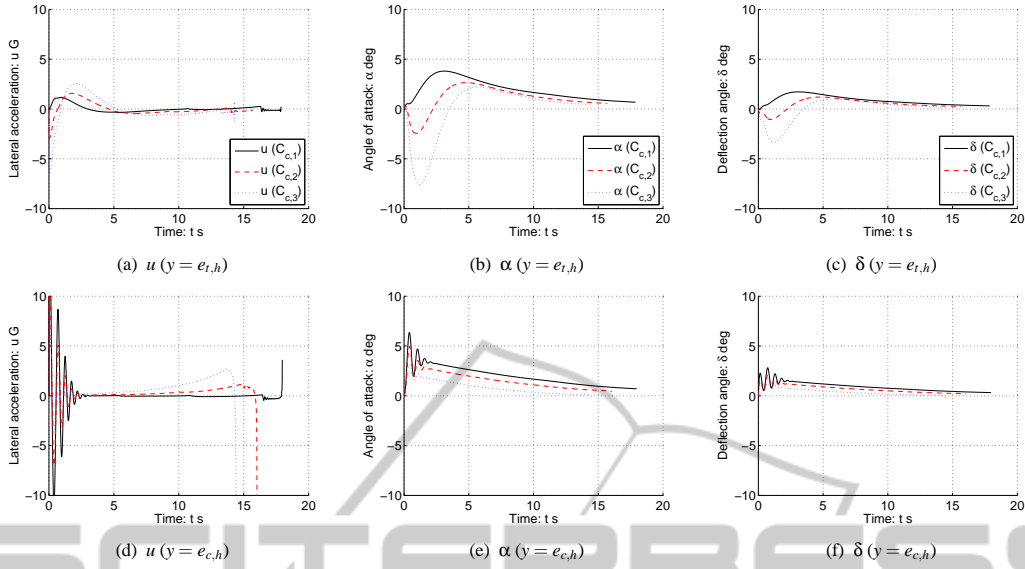 10
5
0
−5
−10
0 5 10 15 20
Lateral acceleration: u G
Time: t s
u (C_c,1)
u (C_c,2)
u (C_c,3)
(a) u (y = e_t,h)
10
5
0
−5
−10
0 5 10 15 20
Angle of attack: α deg
Time: t s
α (C_c,1)
α (C_c,2)
α (C_c,3)
(b) α (y = e_t,h)
10
5
0
−5
−10
0 5 10 15 20
Deflection angle: δ deg
Time: t s
δ (C_c,1)
δ (C_c,2)
δ (C_c,3)
(c) δ (y = e_t,h)
10
5
0
−5
−10
0 5 10 15 20
Lateral acceleration: u G
Time: t s
(d) u (y = e_c,h)
10
5
0
−5
−10
0 5 10 15 20
Angle of attack: α deg
Time: t s
(e) α (y = e_c,h)
10
5
0
−5
−10
0 5 10 15 20
Deflection angle: δ deg
Time: t s
(f) δ (y = e_c,h)